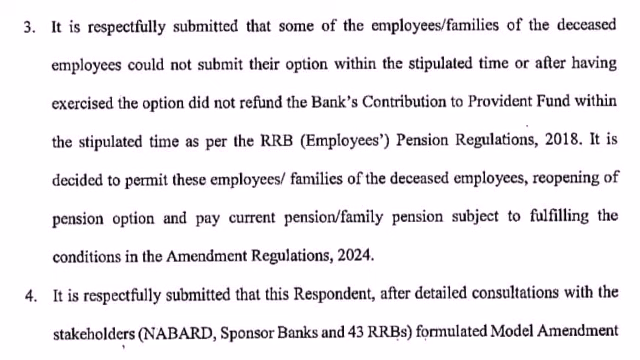 3. It is respectfully submitted that some of the employees/families of the deceased
employees could not submit their option within the stipulated time or after having
exercised the option did not refund the Bank's Contribution to Provident Fund within
the stipulated time as per the RRB (Employees') Pension Regulations, 2018. It is
decided to permit these employees/ families of the deceased employees, reopening of
pension option and pay current pension/family pension subject to fulfilling the
conditions in the Amendment Regulations, 2024.
4. It is respectfully submitted that this Respondent, after detailed consultations with the
stakeholders (NABARD, Sponsor Banks and 43 RRBs) formulated Model Amendment